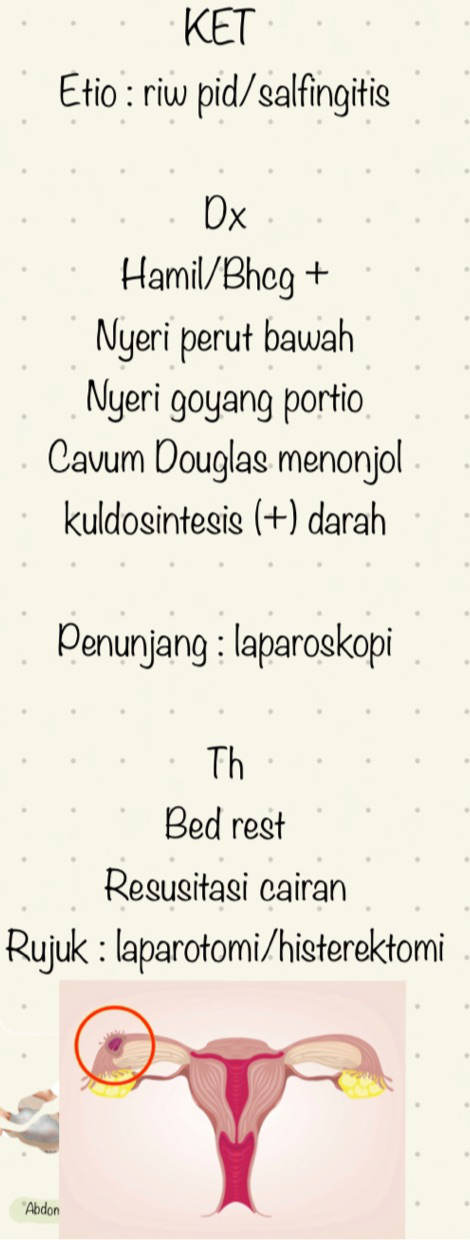 KET
Etio : riw pid/salfingitis
Dx
Hamil/Bhcg +
Nyeri perut bawah
Nyeri goyang portio
Cavum Douglas menonjol
kuldosintesis (+) darah
Penunjang : laparoskopi
Th
Bed rest
Resusitasi cairan
Rujuk : laparotomi/histerektomi
"Abdon